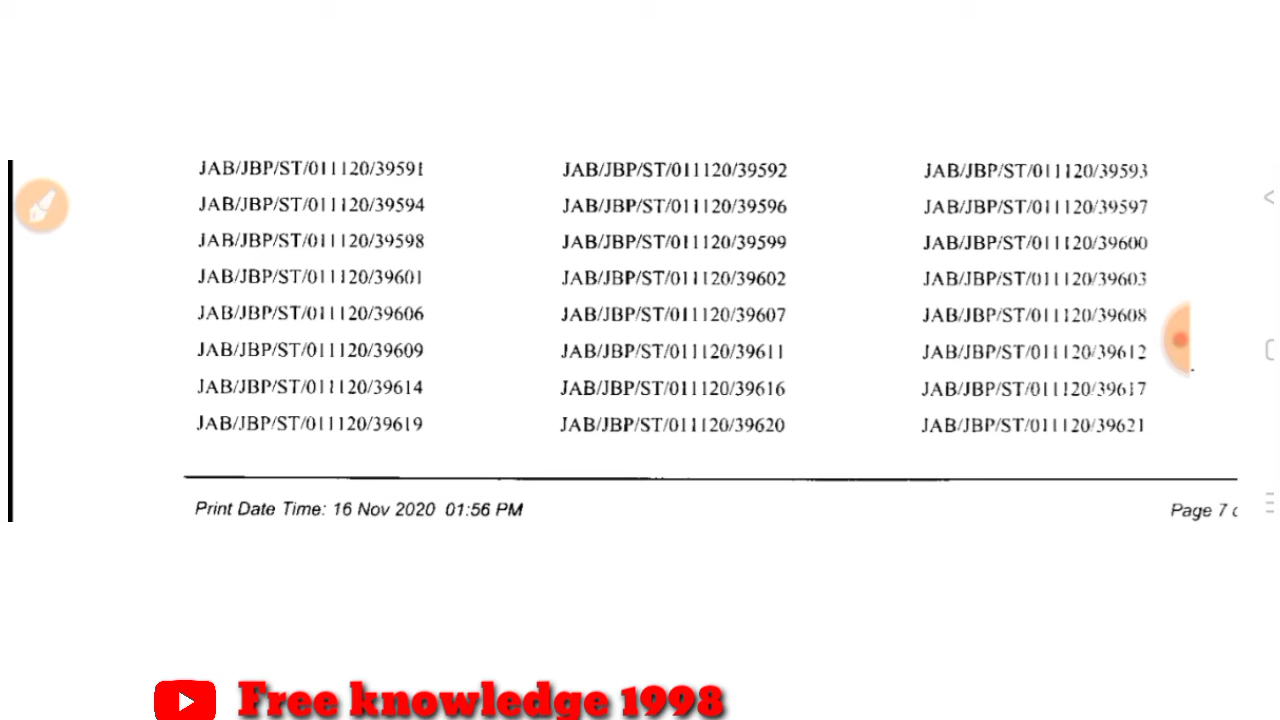 JAB/JBP/ST/011120/39591 JAB/JBP/ST/011120/39592 JAB/JBP/ST/011120/39593
JAB/JBP/ST/011120/39594 JAB/JBP/ST/011120/39596 JAB/JBP/ST/011120/39597
JAB/JBP/ST/011120/39598 JAB/JBP/ST/011120/39599 JAB/JBP/ST/011120/39600
JAB/JBP/ST/011120/39601 JAB/JBP/ST/011120/39602 JAB/JBP/ST/011120/39603
JAB/JBP/ST/011120/39606 JAB/JBP/ST/011120/39607 JAB/JBP/ST/011120/39608
JAB/JBP/ST/011120/39609 JAB/JBP/ST/011120/39611 JAB/JBP/ST/011120/39612
JAB/JBP/ST/011120/39614 JAB/JBP/ST/011120/39616 JAB/JBP/ST/011120/39617
JAB/JBP/ST/011120/39619 JAB/JBP/ST/011120/39620 JAB/JBP/ST/011120/39621
Print Date Time: 16 Nov 2020 01:56 PM Page 7
Free knowledge 1998